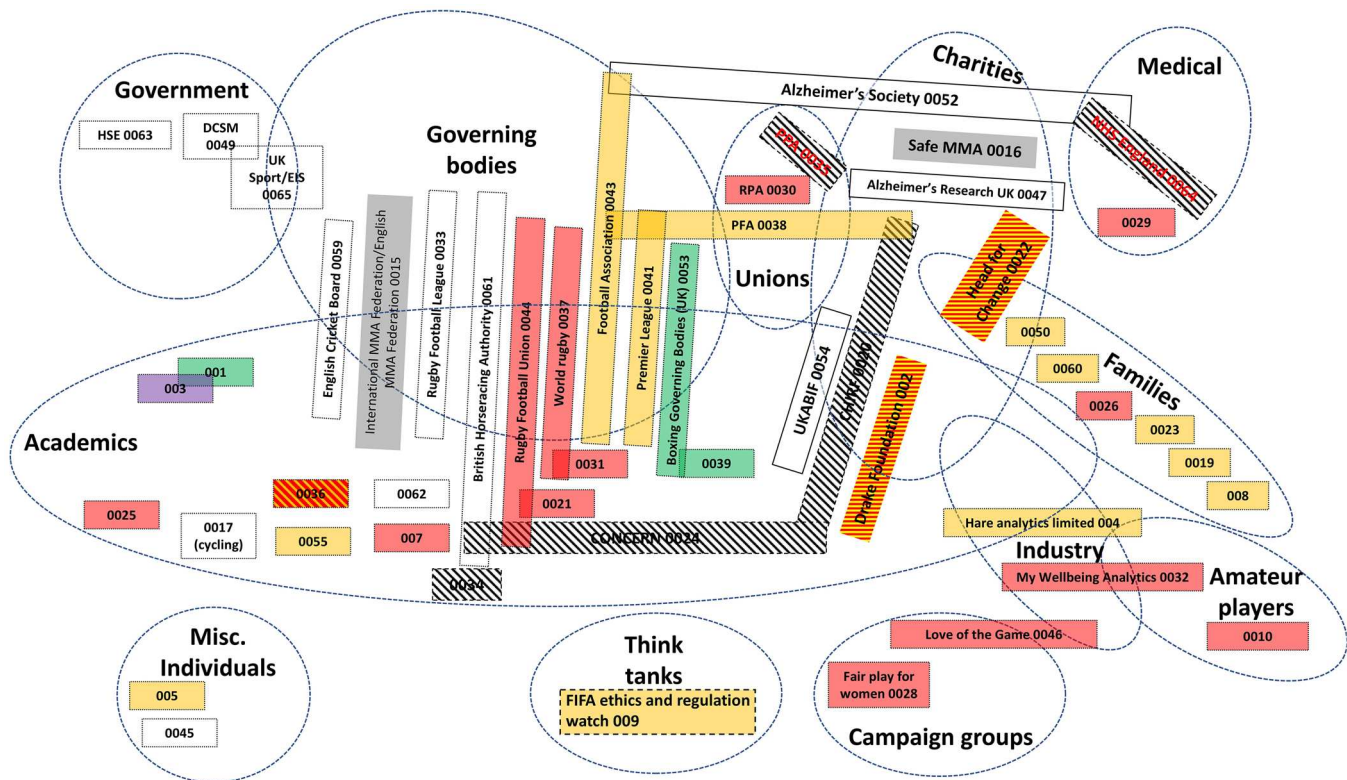 Government
HSE 0063
DCSM
0049
UK
Sport/EIS
0065
Governing
bodies
English Cricket Board 0059
International MMA Federation/English
MMA Federation 0015
Rugby Football League 0033
British Horseracing Authority 0061
Rugby Football Union 0044
World rugby 0037
Football Association 0043
Premier League 0041
Boxing Governing Bodies (UK) 0053
Charities
Alzheimer's Society 0052
Safe MMA 0016
Alzheimer's Research UK 0047
PPA 0035
RPA 0030
PFA 0038
Unions
Medical
NHS England 0064
0029
Head for
Change 0022
UKABIF 0054
Drake Foundation 002
Families
0050
0060
0026
0023
0019
008
Academics
001
003
0025
0017
(cycling)
0036
0055
0062
007
0034
0031
0021
0039
CONCERN 0024
Hare analytics limited 004
Industry
My Wellbeing Analytics 0032
Amateur
players
0010
Misc.
Individuals
005
0045
Think
tanks
FIFA ethics and regulation
watch 009
Love of the Game 0046
Fair play for
women 0028
Campaign groups